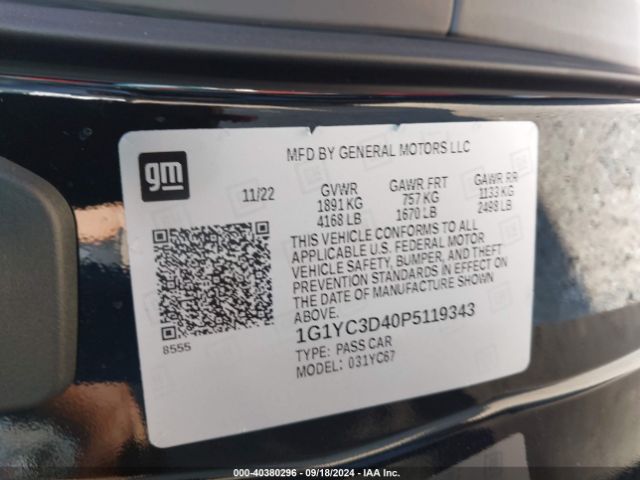 MFD BY GENERAL MOTORS LLC
gm
11/22
GVWR
1891 KG
4168 LB
GAWR FRT
757 KG
1670 LB
GAWR RR
1133 KG
2498 LB
THIS VEHICLE CONFORMS TO ALL
APPLICABLE U.S. FEDERAL MOTOR
VEHICLE SAFETY, BUMPER, AND THEFT
PREVENTION STANDARDS IN EFFECT ON
THE DATE OF MANUFACTURE SHOWN
ABOVE.
8555
1G1YC3D40P5119343
TYPE: PASS CAR
MODEL: 031YC67
000-40380296 - 09/18/2024 - IAA Inc.